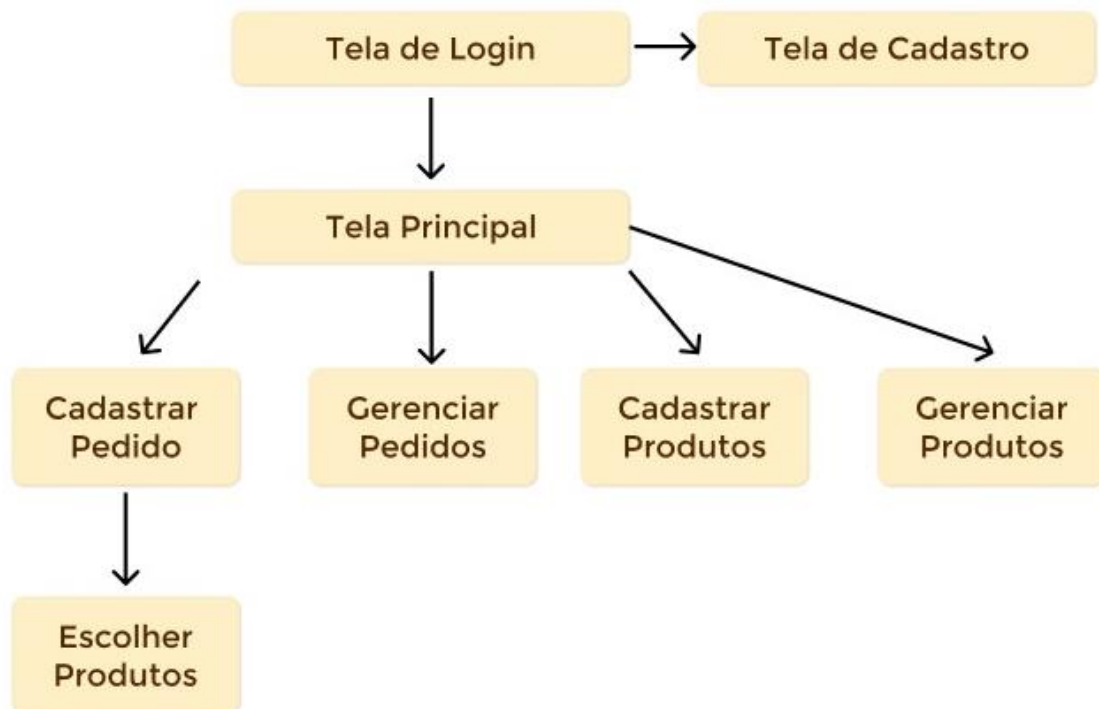 Tela de Login
Tela de Cadastro
Tela Principal
Cadastrar
Pedido
Gerenciar
Pedidos
Cadastrar
Produtos
Gerenciar
Produtos
Escolher
Produtos